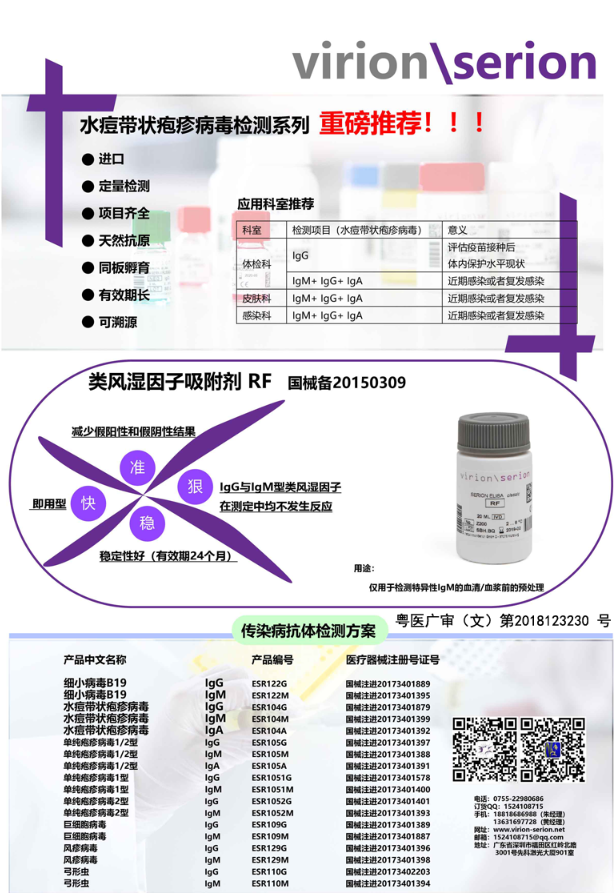 virion\serion
水痘带状疱疹病毒检测系列 重磅推荐！！！
● 进口
● 定量检测
● 项目齐全
● 天然抗原
● 同板孵育
● 有效期长
● 可溯源
应用科室推荐
科室 检测项目（水痘带状疱疹病毒） 意义
体检科 IgG 评估疫苗接种后
体内保护水平现状
IgM+ IgG+ IgA 近期感染或者复发感染
皮肤科 IgM+ IgG+ IgA 近期感染或者复发感染
感染科 IgM+ IgG+ IgA 近期感染或者复发感染
类风湿因子吸附剂 RF 国械备20150309
减少假阳性和假阴性结果
准
即用型 快
狠 IgG与IgM型类风湿因子
在测定中均不发生反应
稳
稳定性好（有效期24个月）
virion\serion
SERION ELISA classic
RF
20 ML IVD
用途：
仅用于检测特异性IgM的血清/血浆前的预处理
粤医广审（文）第2018123230 号
传染病抗体检测方案
产品中文名称 产品编号 医疗器械注册号证号
细小病毒B19 IgG ESR122G 国械注进20173401889
细小病毒B19 IgM ESR122M 国械注进20173401395
水痘带状疱疹病毒 IgG ESR104G 国械注进20173401879
水痘带状疱疹病毒 IgM ESR104M 国械注进20173401399
水痘带状疱疹病毒 IgA ESR104A 国械注进20173401392
单纯疱疹病毒1/2型 IgG ESR105G 国械注进20173401397
单纯疱疹病毒1/2型 IgM ESR105M 国械注进20173401388
单纯疱疹病毒1/2型 IgA ESR105A 国械注进20173401391
单纯疱疹病毒1型 IgG ESR1051G 国械注进20173401578
单纯疱疹病毒1型 IgM ESR1051M 国械注进20173401400
单纯疱疹病毒2型 IgG ESR1052G 国械注进20173401401
单纯疱疹病毒2型 IgM ESR1052M 国械注进20173401393
巨细胞病毒 IgG ESR109G 国械注进20173401389
巨细胞病毒 IgM ESR109M 国械注进20173401887
风疹病毒 IgG ESR129G 国械注进20173401396
风疹病毒 IgM ESR129M 国械注进20173401398
弓形虫 IgG ESR110G 国械注进20173402203
弓形虫 IgM ESR110M 国械注进20173401394
电话：0755-22980686
订货QQ：1524108715
手机：18818686988（朱经理）
13631697728（黄经理）
网址：www.virion-serion.net
邮箱：1524108715@qq.com
地址：广东省深圳市福田区红岭北路
3001号先科激光大厦901室